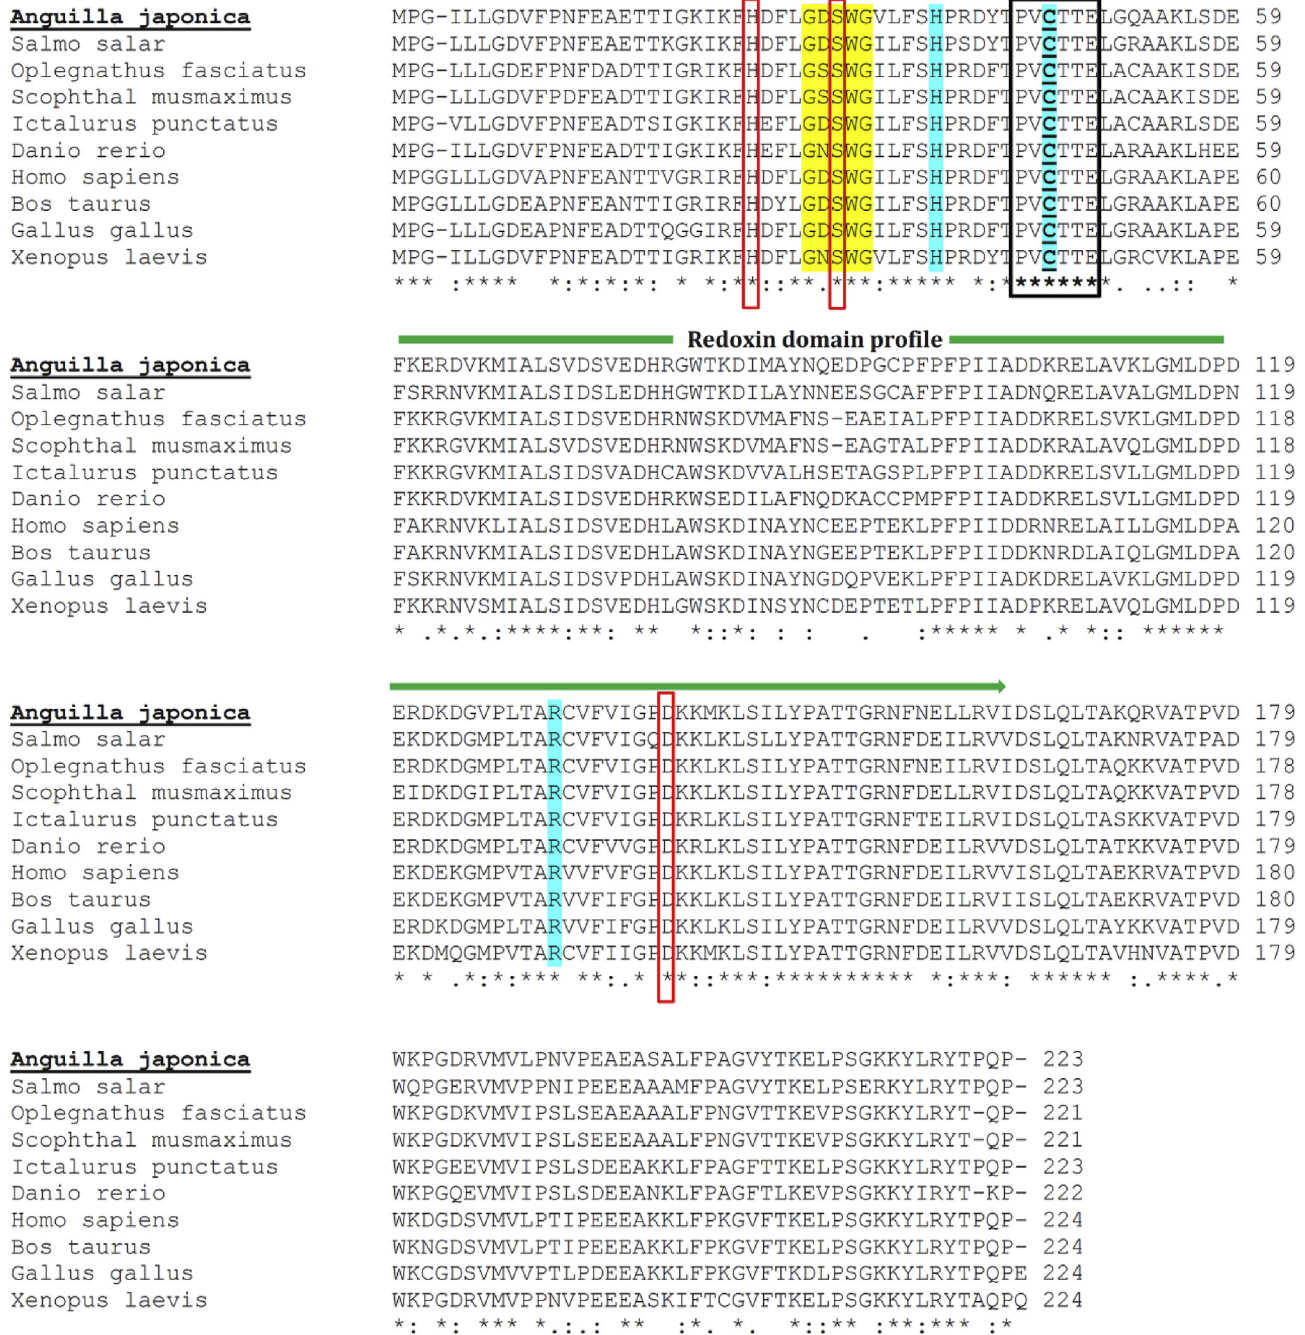 Anguilla japonica MPG-ILLGDVFPNFEAETTIGKIKFHDFLGDSWGVLFSHPRDYTPVCTTELGQAAKLSDE 59
Salmo salar MPG-LLLGDVFPNFEAETTKGKIKFHDFLGDSWGILFSHPSDYTPVCTTELGRAAKLSDE 59
Oplegnathus fasciatus MPG-LLLGDEFPNFDADTTIGRIKFHDFLGSSWGILFSHPRDFTPVCTTELACAAKISDE 59
Scophthal musmaximus MPG-LLLGDVFPDFEADTTIGKIRFHDFLGSSWGILFSHPRDFTPVCTTELACAAKISDE 59
Ictalurus punctatus MPG-VLLGDVFPNFEADTSIGKIKFHEFLGDSWGILFSHPRDFTPVCTTELACAARLSDE 59
Danio rerio MPG-ILLGDVFPNFEADTTIGKIKFHEFLGNSWGILFSHPRDFTPVCTTELARAAKLHEE 59
Homo sapiens MPGGLLLGDVAPNFEANTTVGRIRFHDFLGDSWGILFSHPRDFTPVCTTELGRAAKLAPE 60
Bos taurus MPGGLLLGDEAPNFEANTTIGRIRFHDYLGDSWGILFSHPRDFTPVCTTELGRAAKLAPE 60
Gallus gallus MPG-LLLGDEAPNFEADTTQGGIRFHDFLGDSWGILFSHPRDYTPVCTTELGRAAKLAPE 59
Xenopus laevis MPG-ILLGDVFPNFEADTTIGRIKFHDFLGNSWGILFSHPRDYTPVCTTELGRCVKLAPE 59
*** :****  *:*:*:*: * *:**::**.***:***** *:********. ..::  *
Redoxin domain profile
Anguilla japonica FKERDVKMIALSVDSVEDHRGWTKDIMAYNQEDPGCPFPFPIIADDKRELAVKLGMLDPD 119
Salmo salar FSRRNVKMIALSIDSLEDHHGWTKDILAYNNEESGCAFPFPIIADNQRELAVALGMLDPN 119
Oplegnathus fasciatus FKKRGVKMIALSIDSVEDHRNWSKDVMAFNS-EAEIALPFPIIADDKRELSVKLGMLDPD 118
Scophthal musmaximus FKKRGVKMIALSIDSVEDHRNWSKDVMAFNS-EAGTALPFPIIADDKRALAVQLGMLDPD 118
Ictalurus punctatus FKKRGVKMIALSIDSVADHCAWSKDVVALHSETAGSPLPFPIIADDKRELSVLLGMLDPD 119
Danio rerio FKKRDVKMIALSIDSVEDHRKWSEDILAFNQDKACCPMPFPIIADDKRELSVLLGMLDPD 119
Homo sapiens FAKRNVKLIALSIDSVEDHLAWSKDINAYNCEEPTEKLPFPIIDDRNRELAILLGMLDPA 120
Bos taurus FAKRNVKMIALSIDSVEDHLAWSKDINAYNGEEPTEKLPFPIIDDKNRDLAIQLGMLDPA 120
Gallus gallus FSKRNVKMIALSIDSVPDHLAWSKDINAYNGDQPVEKLPFPIIADKDRELAVKLGMLDPD 119
Xenopus laevis FKKRNVSMIALSIDSVEDHLGWSKDINSYNCDEPTETLPFPIIADPKRELAVQLGMLDPD 119
* .*.*.:****:**: **  *::*: : :   .   :***** * .* *:: ******
Anguilla japonica ERDKDGVPLTARCVFVIGPDKKMKLSILYPATTGRNFNELLRVIDSLQLTAKQRVATPVD 179
Salmo salar EKDKDGMPLTARCVFVIGQDKKLKLSLLYPATTGRNFDEILRVVDSLQLTAKNRVATPAD 179
Oplegnathus fasciatus ERDKDGMPLTARCVFVIGPDKKLKLSILYPATTGRNFNEILRVIDSLQLTAQKKVATPVD 178
Scophthal musmaximus EIDKDGIPLTARCVFVIGPDKKLKLSILYPATTGRNFDELLRVIDSLQLTAQKKVATPVD 178
Ictalurus punctatus ERDKDGMPLTARCVFVIGPDKRLKLSILYPATTGRNFTEILRVIDSLQLTASKKVATPVD 179
Danio rerio ERDKDGMPLTARCVFVVGPDKRLKLSILYPATTGRNFDEILRVVDSLQLTATKKVATPVD 179
Homo sapiens EKDEKGMPVTARVVFVFGPDKKLKLSILYPATTGRNFDEILRVVISLQLTAEKRVATPVD 180
Bos taurus EKDEKGMPVTARVVFIFGPDKKLKLSILYPATTGRNFDEILRVIISLQLTAEKRVATPVD 180
Gallus gallus ERDKDGMPLTARVVFIFGPDKKLKLSILYPATTGRNFDEILRVVDSLQLTAYKKVATPVD 179
Xenopus laevis EKDMQGMPVTARCVFIIGPDKKMKLSILYPATTGRNFDEILRVVDSLQLTAVHNVATPVD 179
* * .*:*:*** **:.* **::***:********** *:***: ****** :.****.*
Anguilla japonica WKPGDRVMVLPNVPEAEASALFPAGVYTKELPSGKKYLRYTPQP- 223
Salmo salar WQPGERVMVPPNIPEEEAAAMFPAGVYTKELPSERKYLRYTPQP- 223
Oplegnathus fasciatus WKPGDKVMVIPSLSEAEAAALFPNGVTTKEVPSGKKYLRYT-QP- 221
Scophthal musmaximus WKPGDKVMVIPSLSEEEAAALFPNGVTTKEVPSGKKYLRYT-QP- 221
Ictalurus punctatus WKPGEEVMVIPSLSDEEAKKLFPAGFTTKEVPSGKKYLRYTPQP- 223
Danio rerio WKPGQEVMVIPSLSDEEANKLFPAGFTLKEVPSGKKYIRYT-KP- 222
Homo sapiens WKDGDSVMVLPTIPEEEAKKLFPKGVFTKELPSGKKYLRYTPQP- 224
Bos taurus WKNGDSVMVLPTIPEEEAKKLFPKGVFTKELPSGKKYLRYTPQP- 224
Gallus gallus WKCGDSVMVVPTLPDEEAKKLFPKGVFTKDLPSGKKYLRYTPQPE 224
Xenopus laevis WKPGDRVMVPPNVPEEEASKIFTCGVFTKELPSGKKYLRYTAQPQ 224
*: *: *** *.:.: **  :*. *.  *::** :**:*** :*